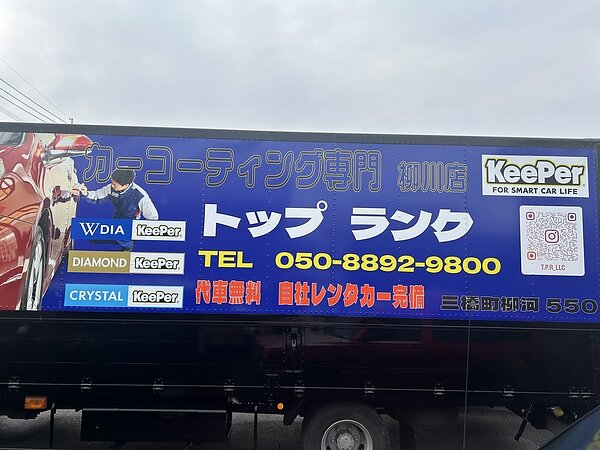 カーコーティング専門 柳川店
KeePer
FOR SMART CAR LIFE
トップ ランク
WDIA KeePer
DIAMOND KeePer
CRYSTAL KeePer
TEL 050-8892-9800
T.P.R_LLC
代車無料 自社レンタカー完備
三橋町柳河 550